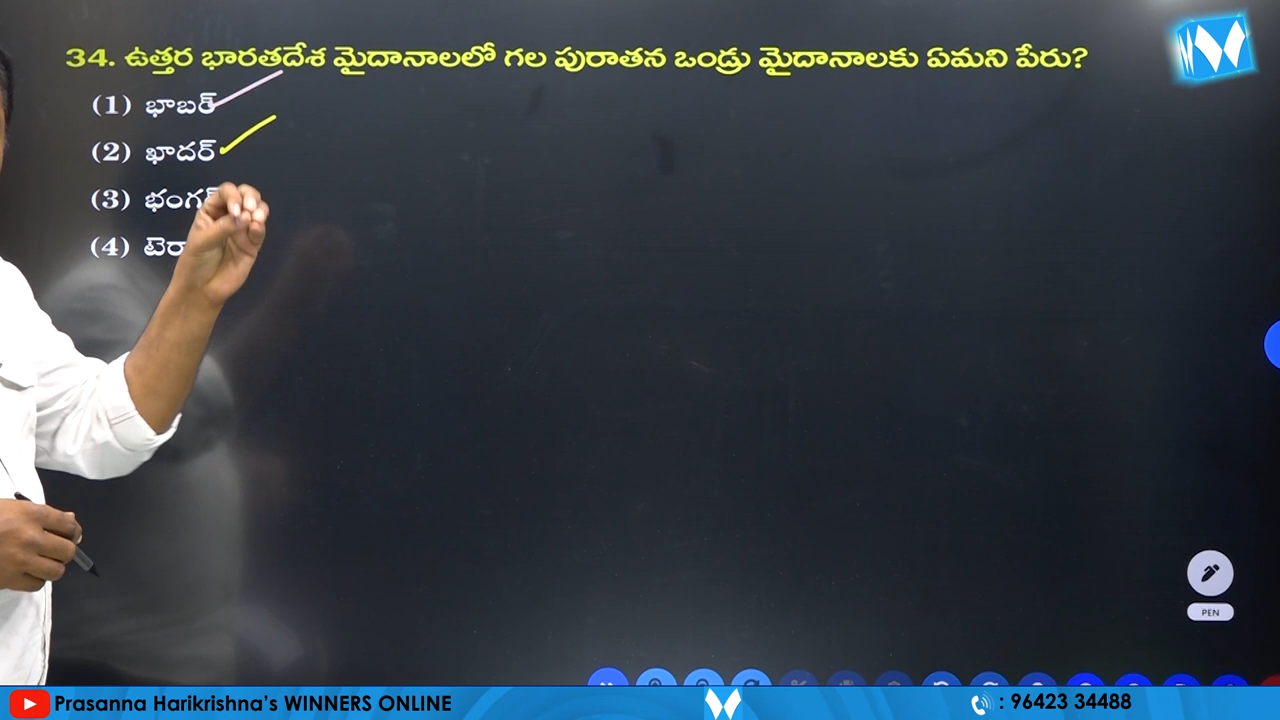 34. ఉత్తర భారతదేశ మైదానాలలో గల పురాతన ఒండ్రు మైదానాలకు ఏమని పేరు?
(1) భాబర్
(2) ఖాదర్
(3)
(4)
PEN
Prasanna Harikrishna's WINNERS ONLINE
: 96423 34488